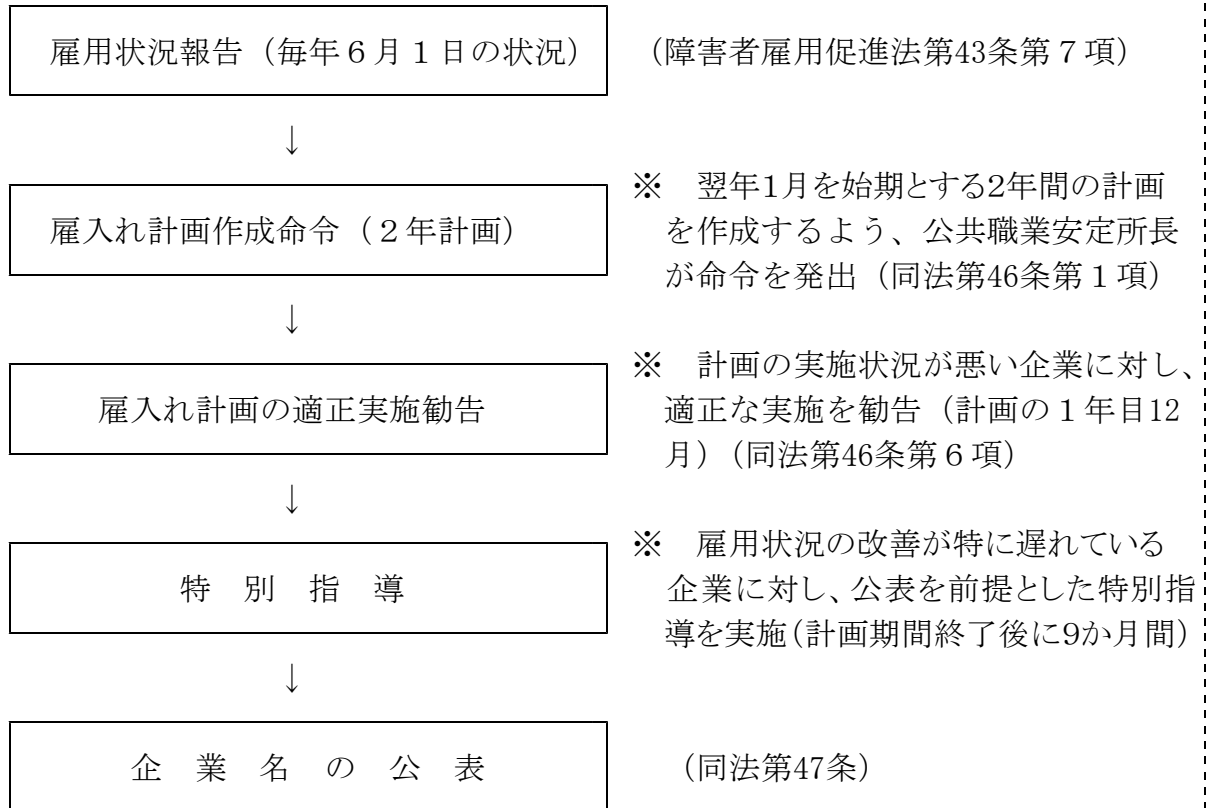 雇用状況報告（毎年６月１日の状況）
（障害者雇用促進法第43条第７項）
↓
雇入れ計画作成命令（２年計画）
※　翌年1月を始期とする2年間の計画
を作成するよう、公共職業安定所長
が命令を発出（同法第46条第１項）
↓
雇入れ計画の適正実施勧告
※　計画の実施状況が悪い企業に対し、
適正な実施を勧告（計画の１年目12
月）（同法第46条第６項）
↓
特　別　指　導
※　雇用状況の改善が特に遅れている
企業に対し、公表を前提とした特別指
導を実施（計画期間終了後に9か月間）
↓
企　業　名　の　公　表
（同法第47条）